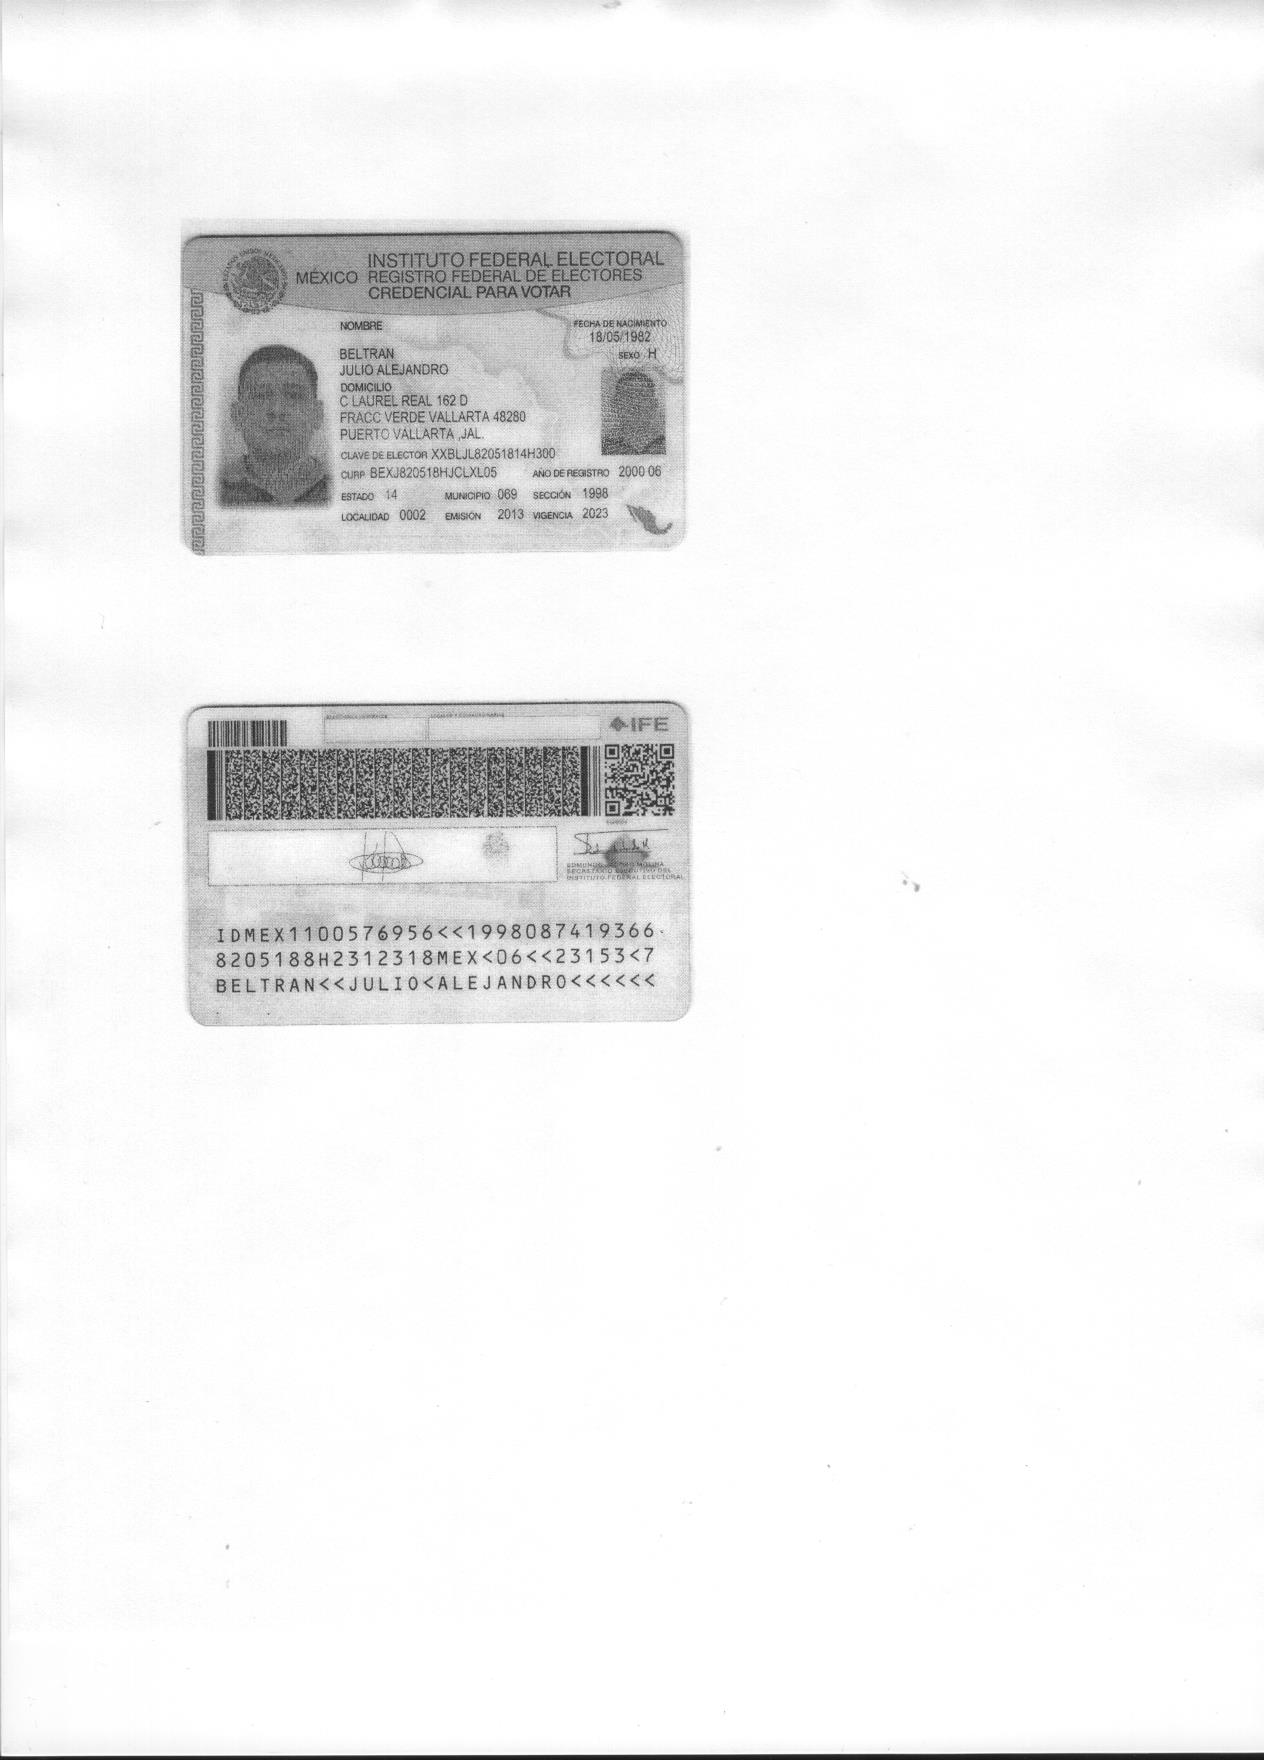 INSTITUTO FEDERAL ELECTORAL
MÉXICO REGISTRO FEDERAL DE ELECTORES
CREDENCIAL PARA VOTAR
NOMBRE
FECHA DE NACIMIENTO
18/05/1982
BELTRAN
SEXO H
JULIO ALEJANDRO
DOMICILIO
C LAUREL REAL 162 D
FRACC VERDE VALLARTA 48280
PUERTO VALLARTA ,JAL.
CLAVE DE ELECTOR XXBLJL82051814H300
CURP BEXJ820518HJCLXL05 AÑO DE REGISTRO 2000 06
ESTADO 14 MUNICIPIO 069 SECCIÓN 1998
LOCALIDAD 0002 EMISIÓN 2013 VIGENCIA 2023
IFE
EDMUNDO JACOBO MOLINA
SECRETARIO EJECUTIVO DEL
INSTITUTO FEDERAL ELECTORAL
IDMEX1100576956<<1998087419366
8205188H2312318MEX<06<<23153<7
BELTRAN<<JULIO<ALEJANDRO<<<<<<